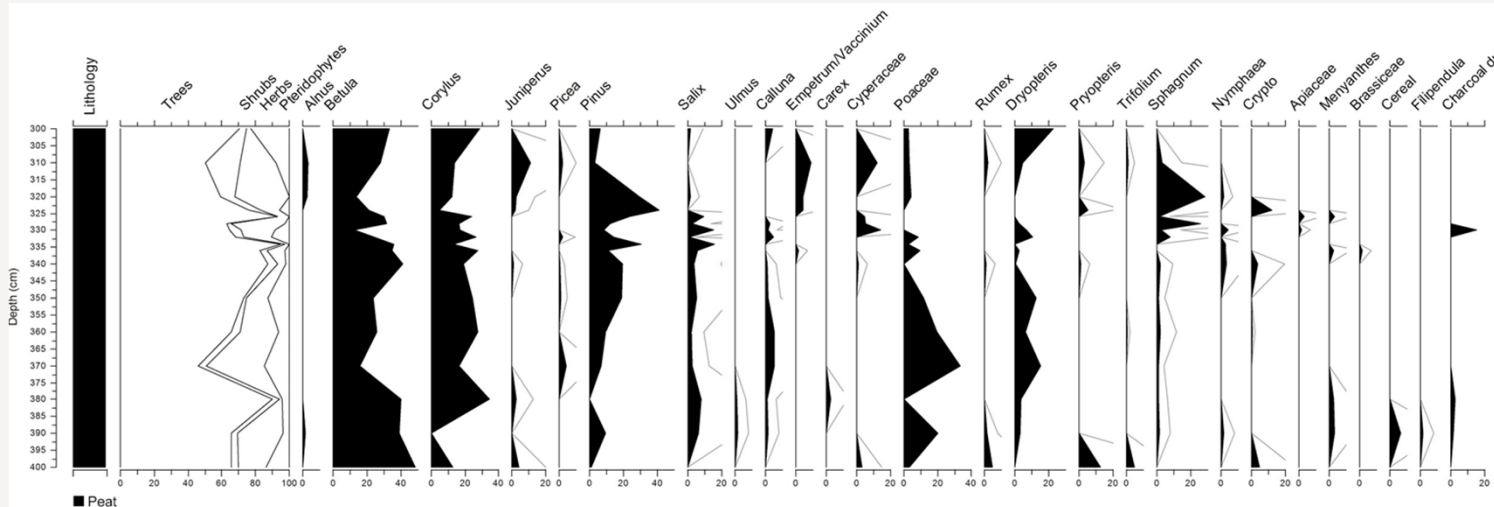 Lithology
Trees
Shrubs
Herbs
Pteridophytes
Alnus
Betula
Corylus
Juniperus
Picea
Pinus
Salix
Ulmus
Calluna
Empetrum/Vaccinium
Carex
Cyperaceae
Poaceae
Rumex
Dryopteris
Pryopteris
Trifolium
Sphagnum
Nymphaea
Crypto
Apiaceae
Menyanthes
Brassiceae
Cereal
Filipendula
Charcoal
Depth (cm)
300
310
320
325
330
335
340
350
360
365
370
375
380
385
390
395
400
0 20 40 60 80 100 0 0 20 40 0 20 40 0 20 0 0 20 40 0 20 0 0 0 0 0 20 0 20 40 0 0 20 0 20 0 0 20 0 0 20 0 0 0 0 0 0 20
Peat